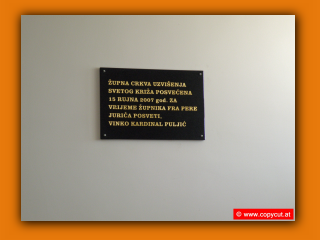 ŽUPNA CRKVA UZVIŠENJA
SVETOG KRIŽA POSVEĆENA
15 RUJNA 2007 god. ZA
VRIJEME ŽUPNIKA FRA PERE
JURIĆA POSVETI,
VINKO KARDINAL PULJIĆ
© www.copycut.at